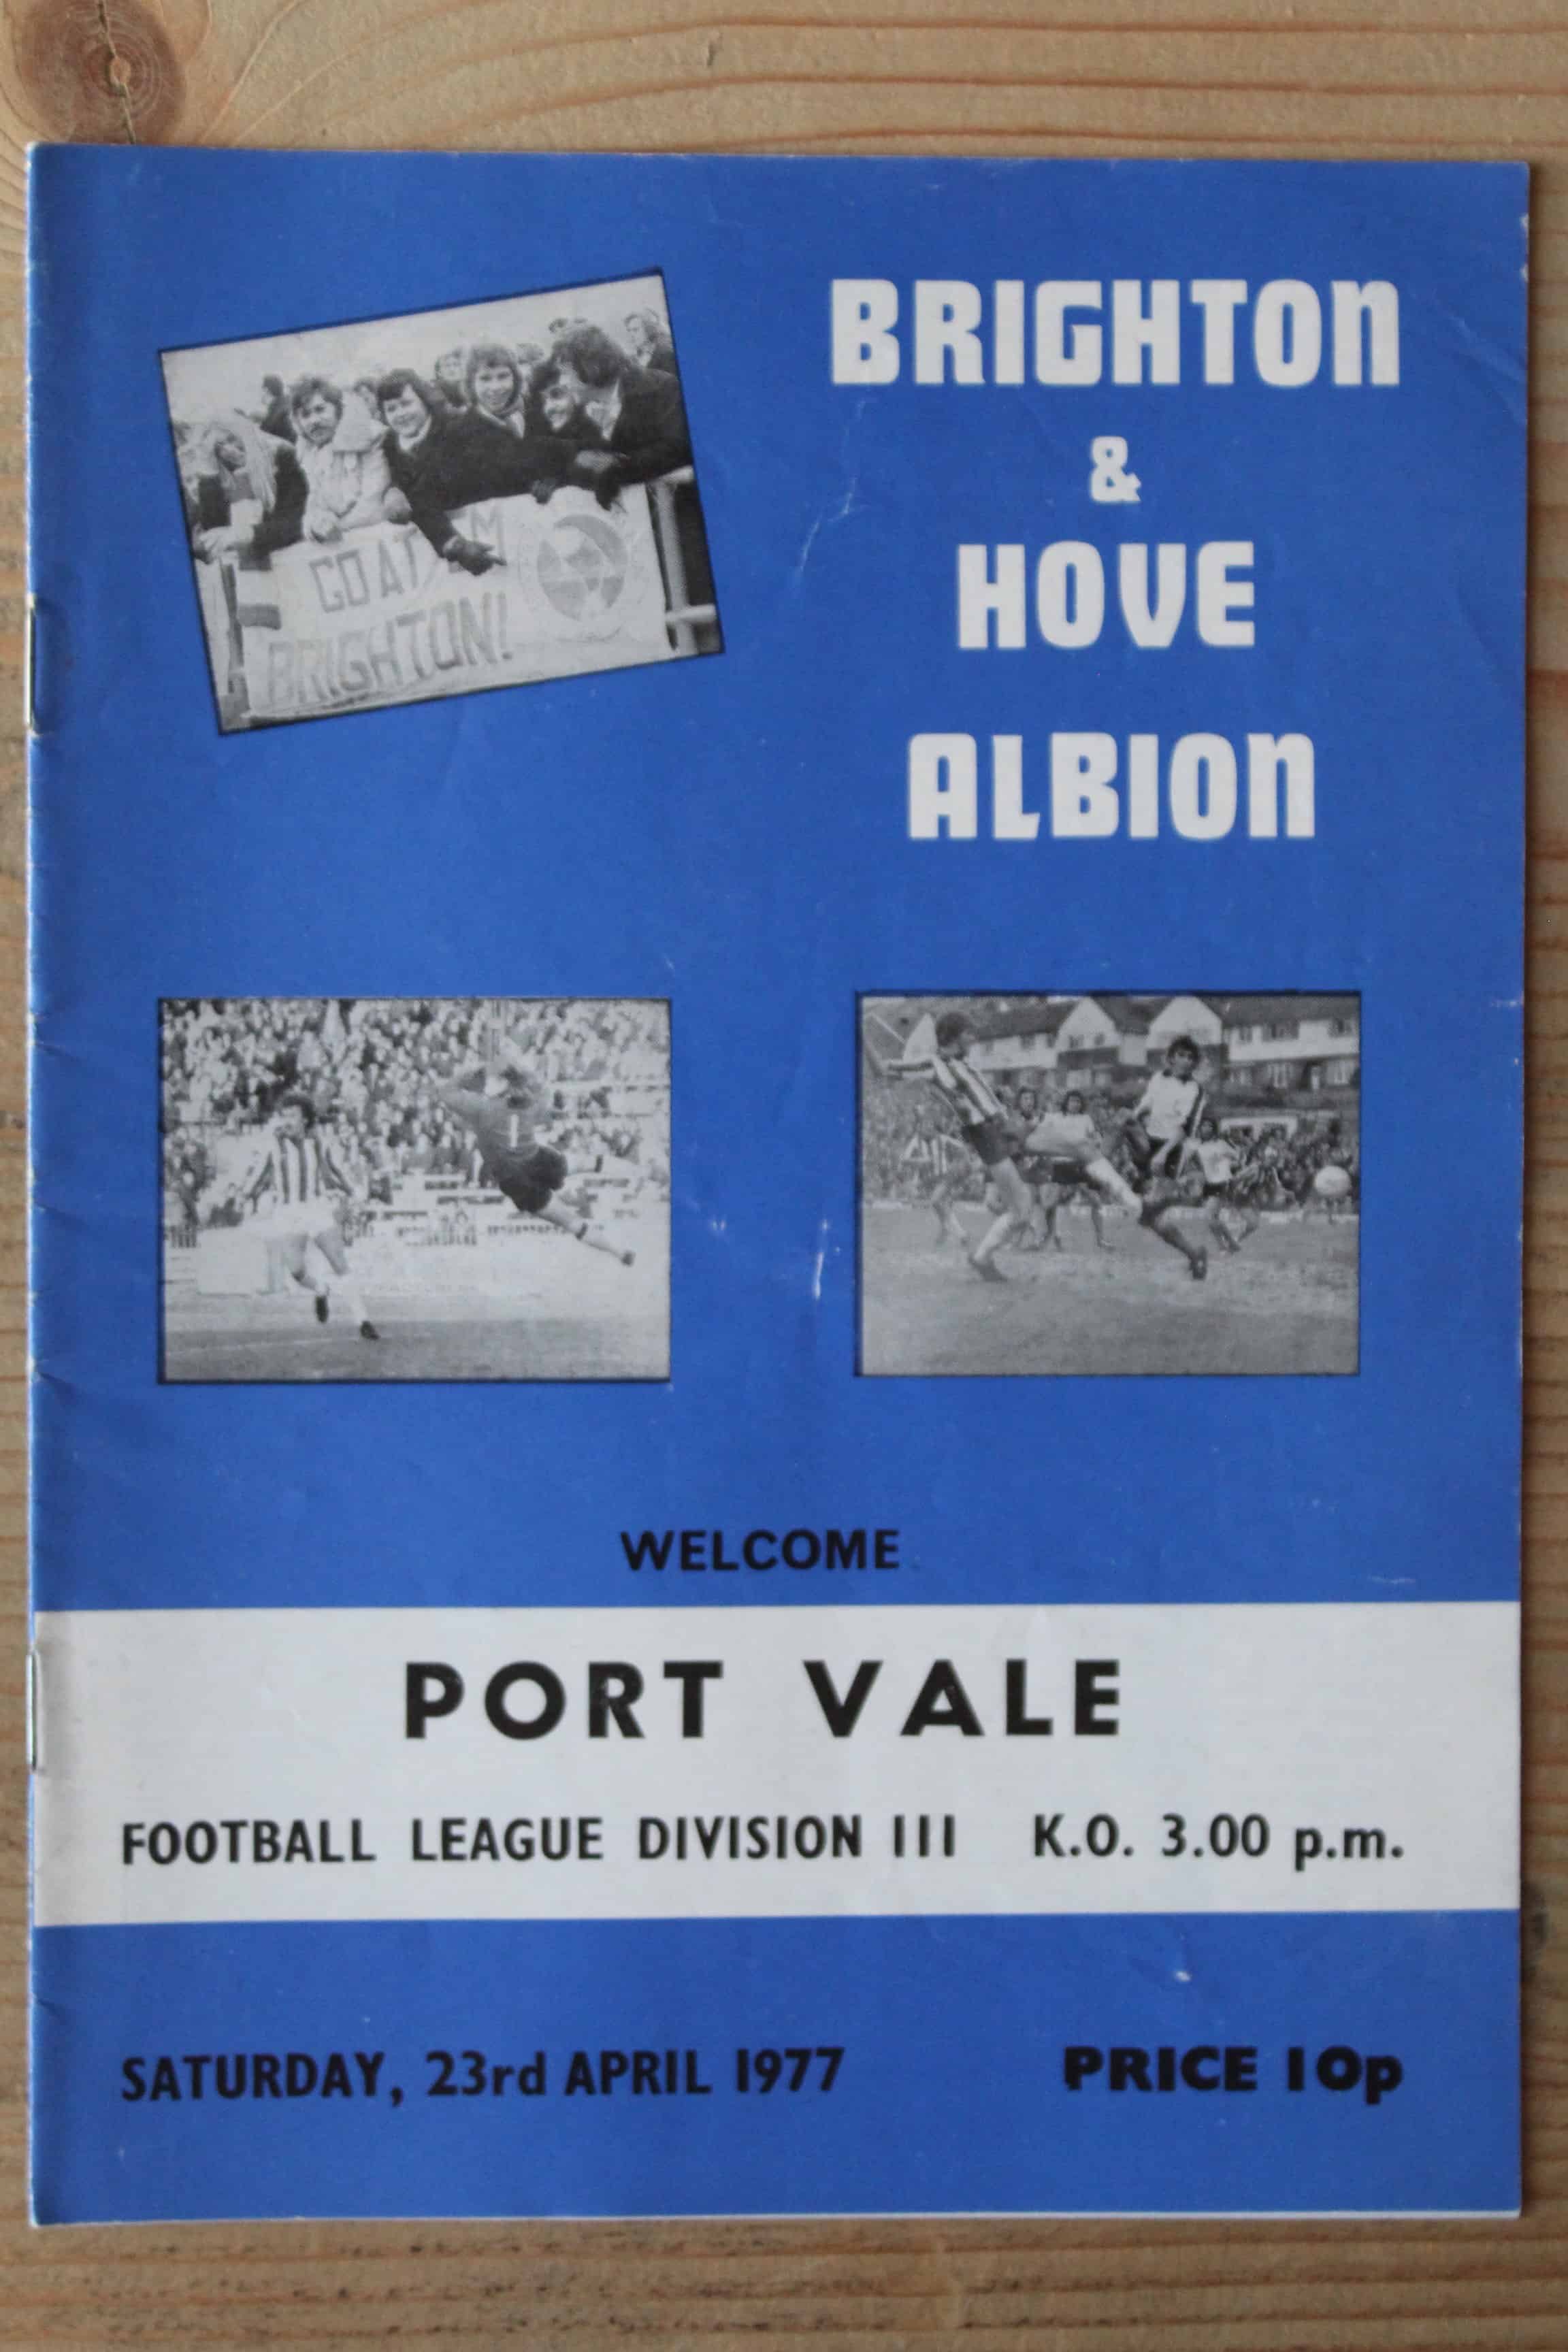 BRIGHTON
&
HOVE
ALBION
GO AT
BRIGHTON!
1
WELCOME
PORT VALE
FOOTBALL LEAGUE DIVISION III K.O. 3.00 p.m.
SATURDAY, 23rd APRIL 1977 PRICE 10p